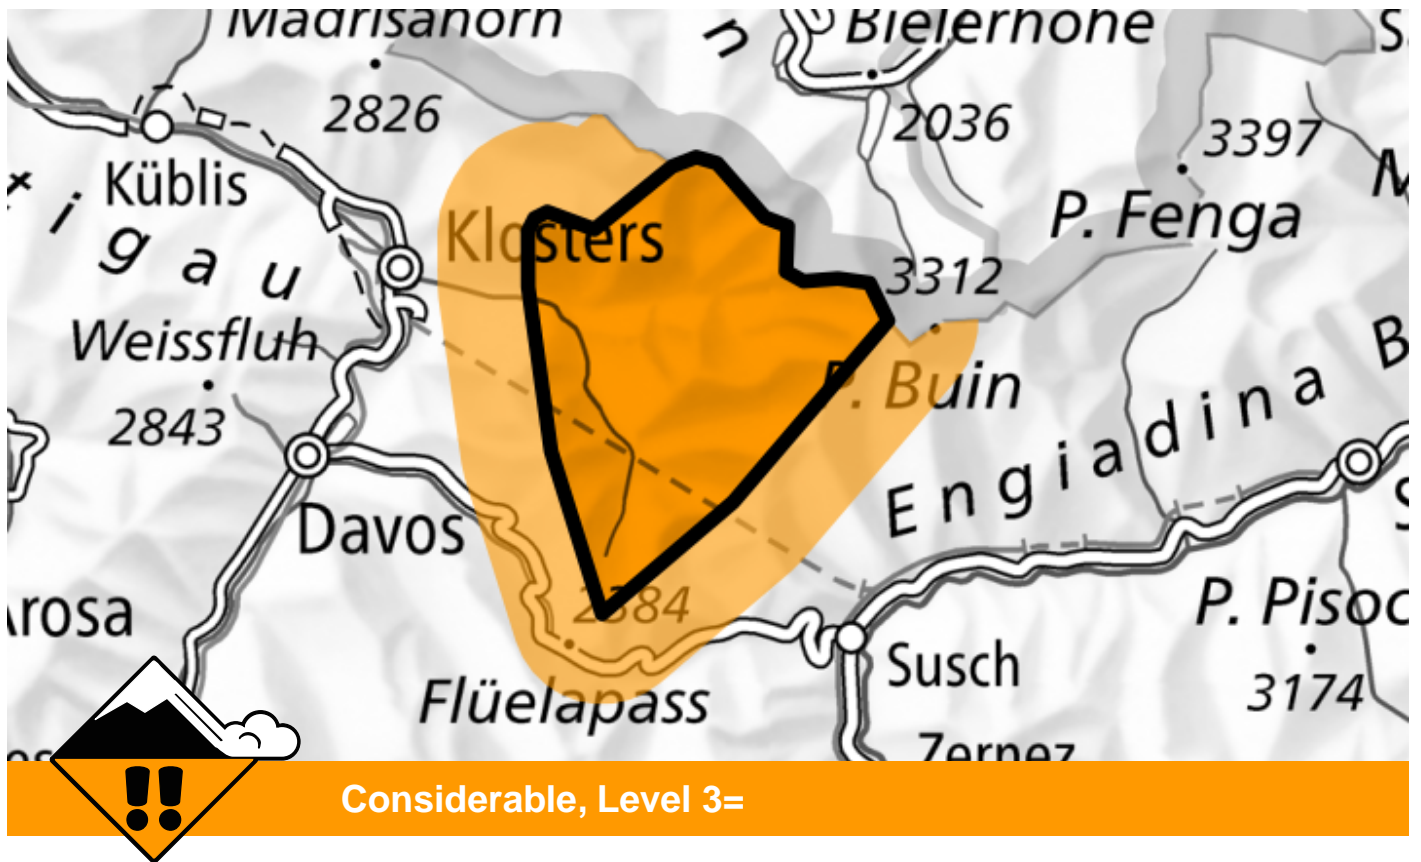 Madrisahorn
2826
n
Bielerhöhe
2036
3397
Küblis
Klosters
P. Fenga
i g a u
3312
Weissfluh
2843
P. Buin
Engiadina B
Davos
2384
Arosa
Flüelapass
Susch
P. Pisoc
3174
Zernez
Considerable, Level 3=